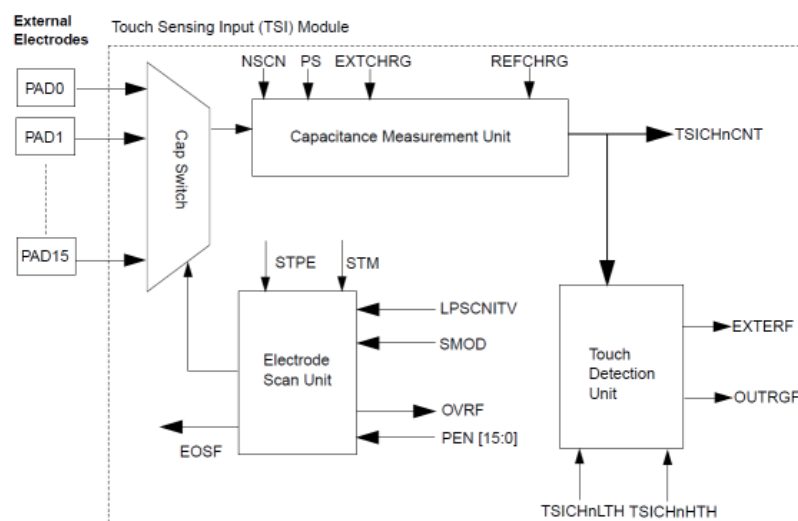 External
Electrodes
Touch Sensing Input (TSI) Module
NSCN PS EXTCHRG REFCHRG
PAD0
PAD1
PAD15
Cap Switch
Capacitance Measurement Unit
TSICHnCNT
STPE STM
LPSCNITV
SMOD
Electrode
Scan Unit
OVRF
PEN [15:0]
EOSF
Touch
Detection
Unit
EXTERF
OUTRGF
TSICHnLTH TSICHnHTH